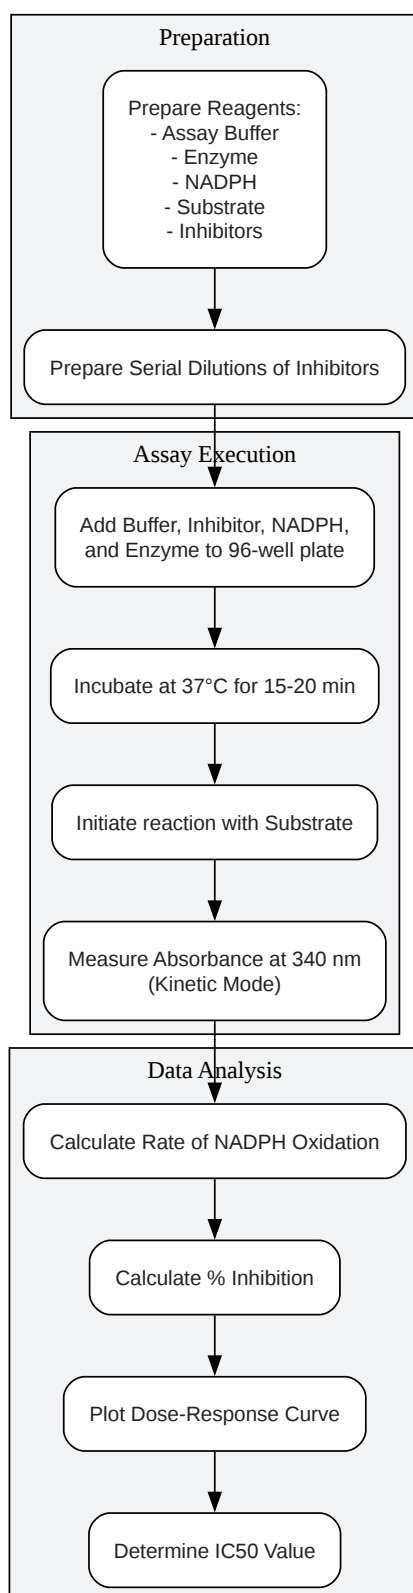 Preparation
Prepare Reagents:
- Assay Buffer
- Enzyme
- NADPH
- Substrate
- Inhibitors
Prepare Serial Dilutions of Inhibitors
Assay Execution
Add Buffer, Inhibitor, NADPH,
and Enzyme to 96-well plate
Incubate at 37°C for 15-20 min
Initiate reaction with Substrate
Measure Absorbance at 340 nm
(Kinetic Mode)
Data Analysis
Calculate Rate of NADPH Oxidation
Calculate % Inhibition
Plot Dose-Response Curve
Determine IC50 Value